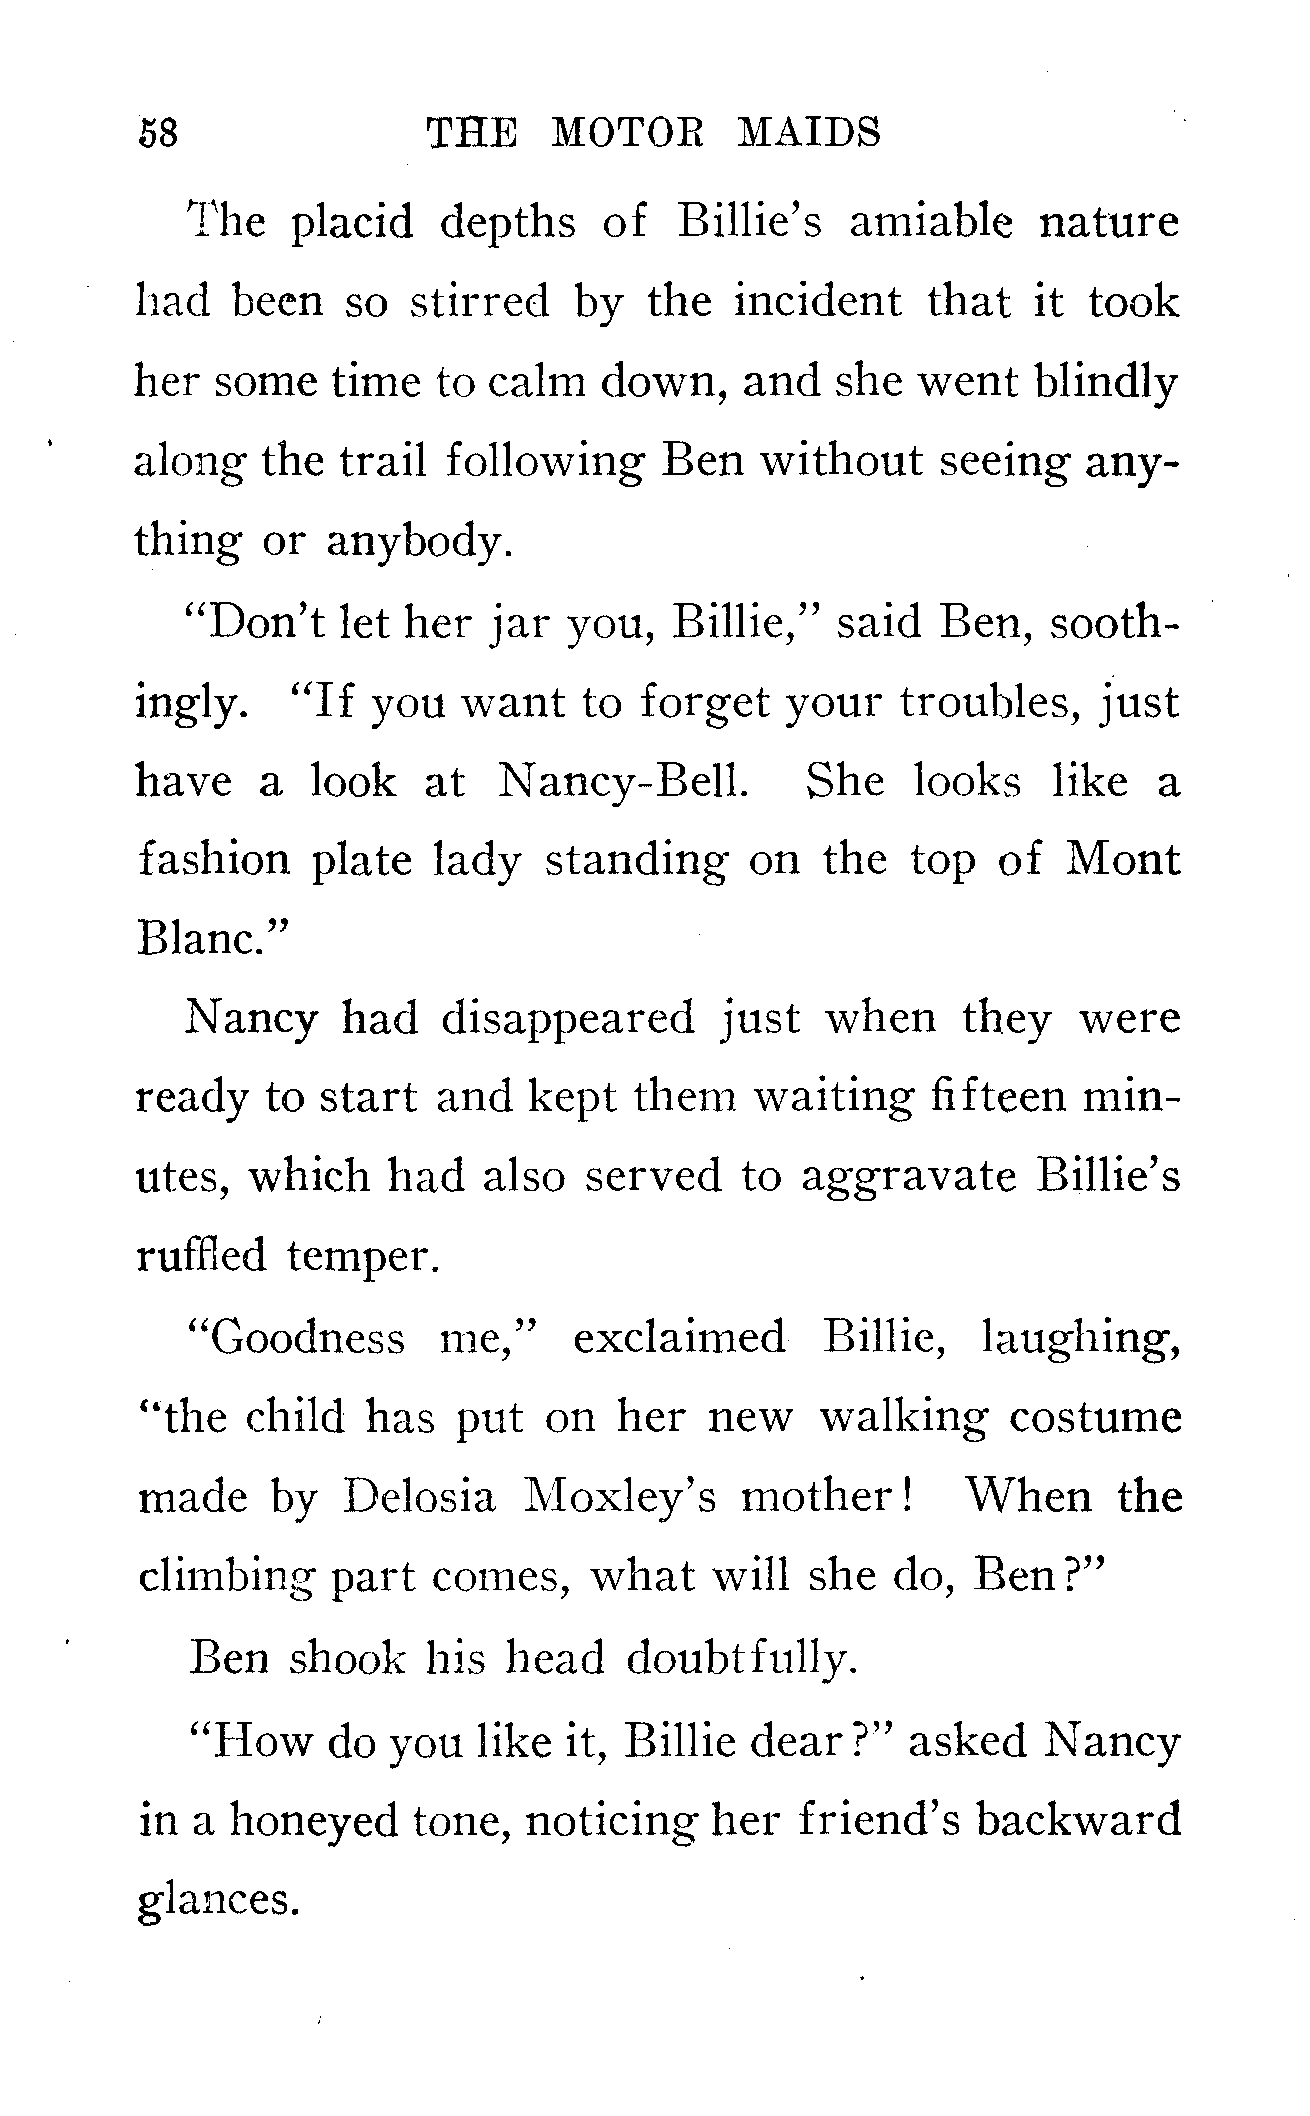 58 THE MOTOR MAIDS
The placid depths of Billie's amiable nature
had been so stirred by the incident that it took
her some time to calm down, and she went blindly
along the trail following Ben without seeing any-
thing or anybody.
"Don't let her jar you, Billie," said Ben, sooth-
ingly. "If you want to forget your troubles, just
have a look at Nancy-Bell. She looks like a
fashion plate lady standing on the top of Mont
Blanc."
Nancy had disappeared just when they were
ready to start and kept them waiting fifteen min-
utes, which had also served to aggravate Billie's
ruffled temper.
"Goodness me," exclaimed Billie, laughing,
"the child has put on her new walking costume
made by Delosia Moxley's mother! When the
climbing part comes, what will she do, Ben?"
Ben shook his head doubtfully.
"How do you like it, Billie dear?" asked Nancy
in a honeyed tone, noticing her friend's backward
glances.